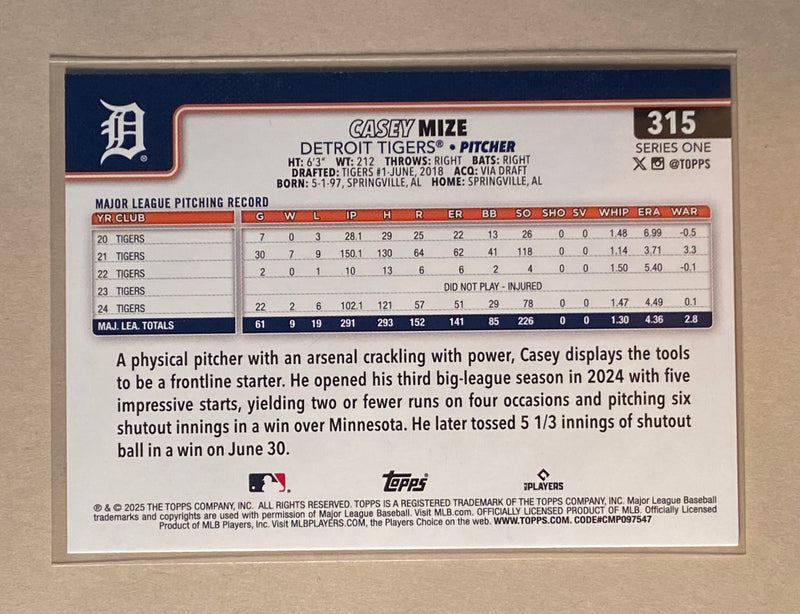 D
CASEY MIZE
315
DETROIT TIGERS® • PITCHER
SERIES ONE
HT: 6'3" WT: 212 THROWS: RIGHT BATS: RIGHT
@TOPPS
DRAFTED: TIGERS #1-JUNE, 2018 ACQ: VIA DRAFT
BORN: 5-1-97, SPRINGVILLE, AL HOME: SPRINGVILLE, AL
MAJOR LEAGUE PITCHING RECORD
YR CLUB G W L IP H R ER BB SO SHO SV WHIP ERA WAR
20 TIGERS 7 0 3 28.1 29 25 22 13 26 0 0 1.48 6.99 -0.5
21 TIGERS 30 7 9 150.1 130 64 62 41 118 0 0 1.14 3.71 3.3
22 TIGERS 2 0 1 10 13 6 6 2 4 0 0 1.50 5.40 -0.1
23 TIGERS DID NOT PLAY - INJURED
24 TIGERS 22 2 6 102.1 121 57 51 29 78 0 0 1.47 4.49 0.1
MAJ. LEA. TOTALS 61 9 19 291 293 152 141 85 226 0 0 1.30 4.36 2.8
A physical pitcher with an arsenal crackling with power, Casey displays the tools
to be a frontline starter. He opened his third big-league season in 2024 with five
impressive starts, yielding two or fewer runs on four occasions and pitching six
shutout innings in a win over Minnesota. He later tossed 5 1/3 innings of shutout
ball in a win on June 30.
Topps®
MLB PLAYERS
® & © 2025 THE TOPPS COMPANY, INC. ALL RIGHTS RESERVED. TOPPS IS A REGISTERED TRADEMARK OF THE TOPPS COMPANY, INC. Major League Baseball
trademarks and copyrights are used with permission of Major League Baseball. Visit MLB.com. OFFICIALLY LICENSED PRODUCT OF MLB. Officially Licensed
Product of MLB Players, Inc. Visit MLBPLAYERS.COM, the Players Choice on the web. WWW.TOPPS.COM. CODE#CMP097547